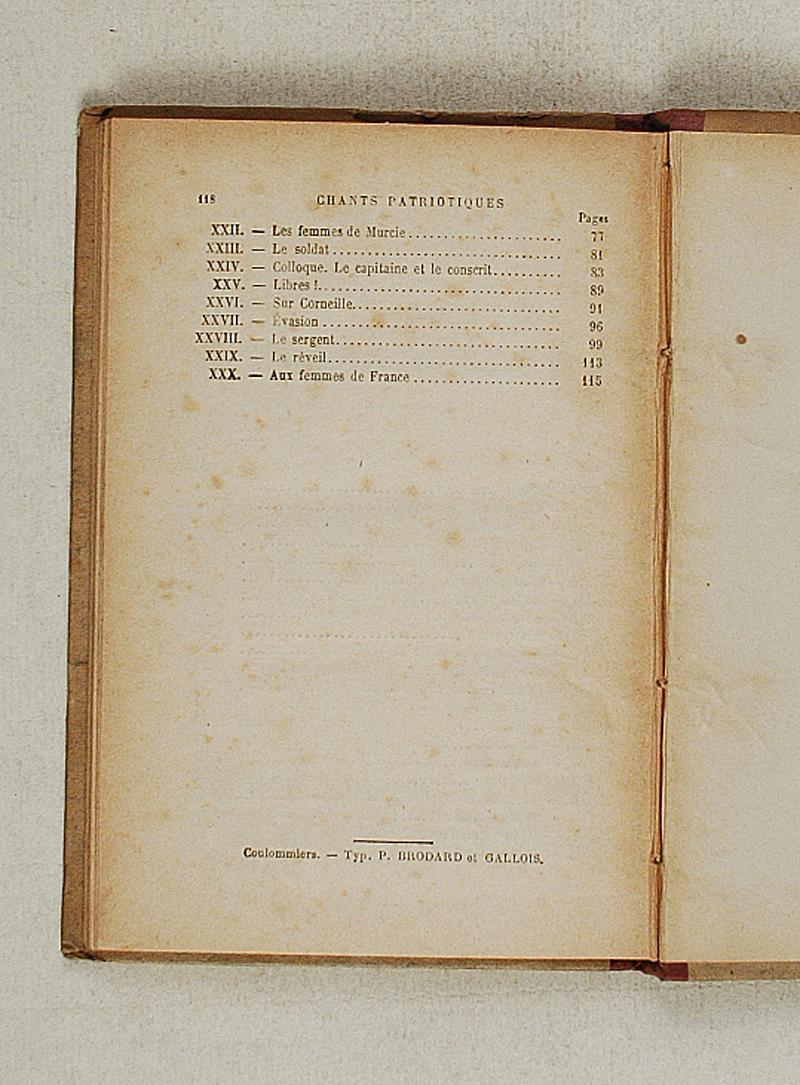 118 CHANTS PATRIOTIQUES
Pages
XXII. — Les femmes de Murcie........................ 77
XXIII. — Le soldat................................ 81
XXIV. — Colloque. Le capitaine et le conscrit.......... 83
XXV. — Libres !................................. 89
XXVI. — Sur Corneille............................. 91
XXVII. — Évasion................................. 96
XXVIII. — Le sergent............................... 99
XXIX. — Le réveil................................ 113
XXX. — Aux femmes de France.................... 115
Coulommiers. — Typ. P. BRODARD et GALLOIS.